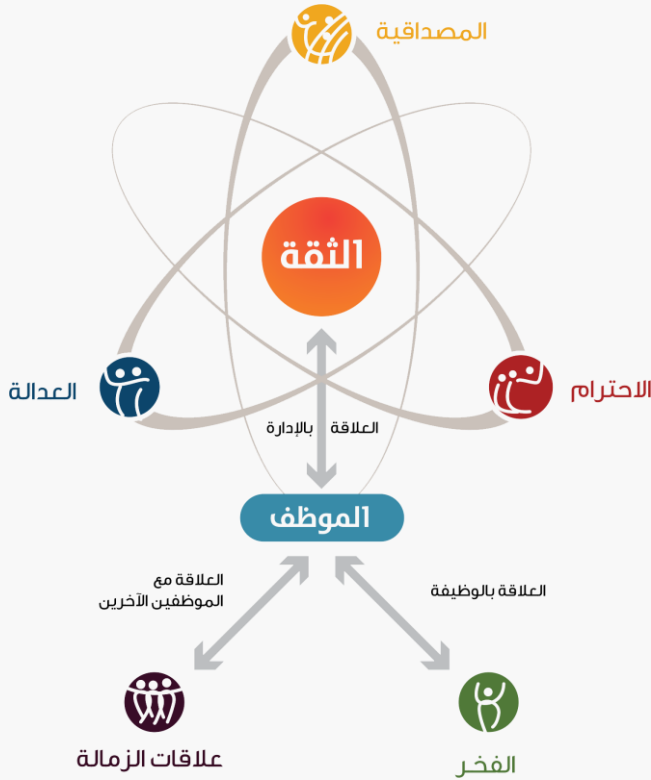 المصداقية
الثقة
الاحترام
العدالة
العلاقة بالإدارة
الموظف
العلاقة بالوظيفة
العلاقة مع
الموظفين الآخرين
الفخر
علاقات الزمالة